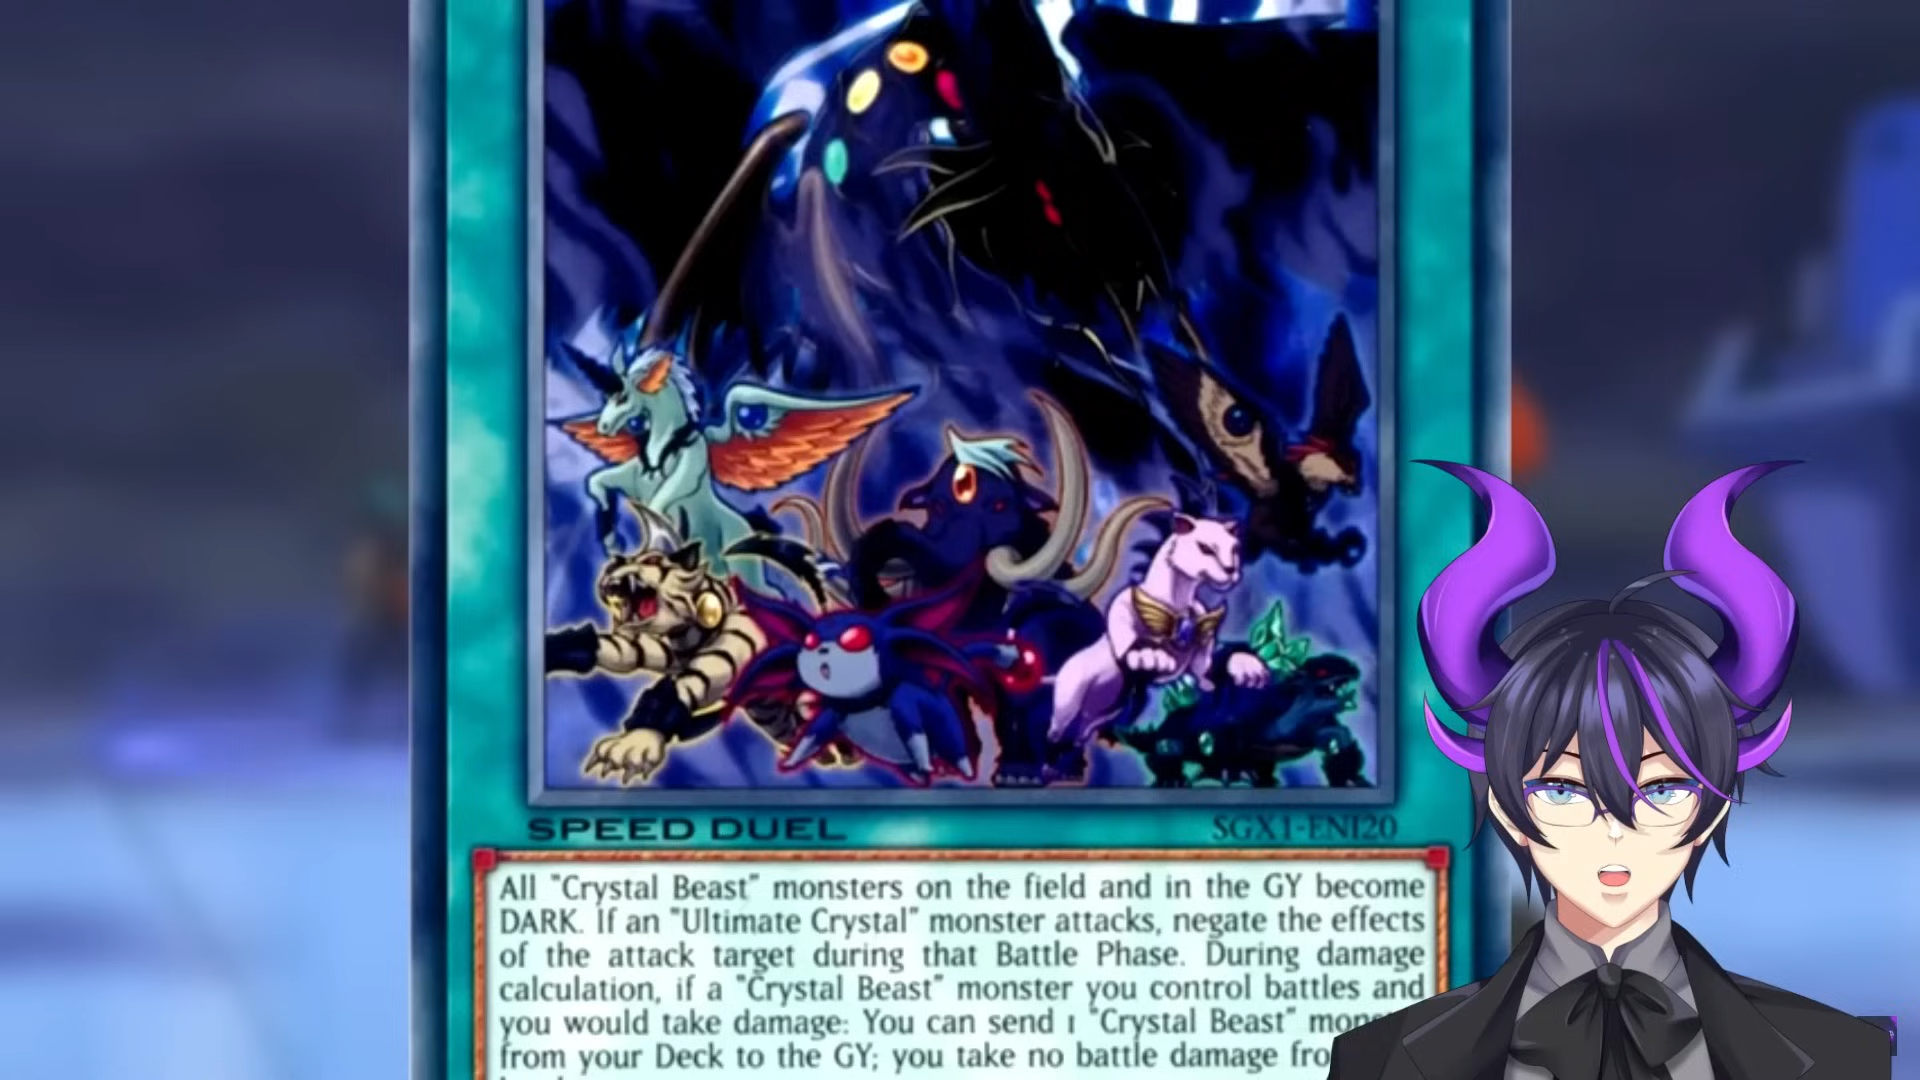 SPEED DUEL
SGX1-ENI20
All "Crystal Beast" monsters on the field and in the GY become
DARK. If an "Ultimate Crystal" monster attacks, negate the effects
of the attack target during that Battle Phase. During damage
calculation, if a "Crystal Beast" monster you control battles and
you would take damage: You can send 1 "Crystal Beast"
from your Deck to the GY; you take no battle damage